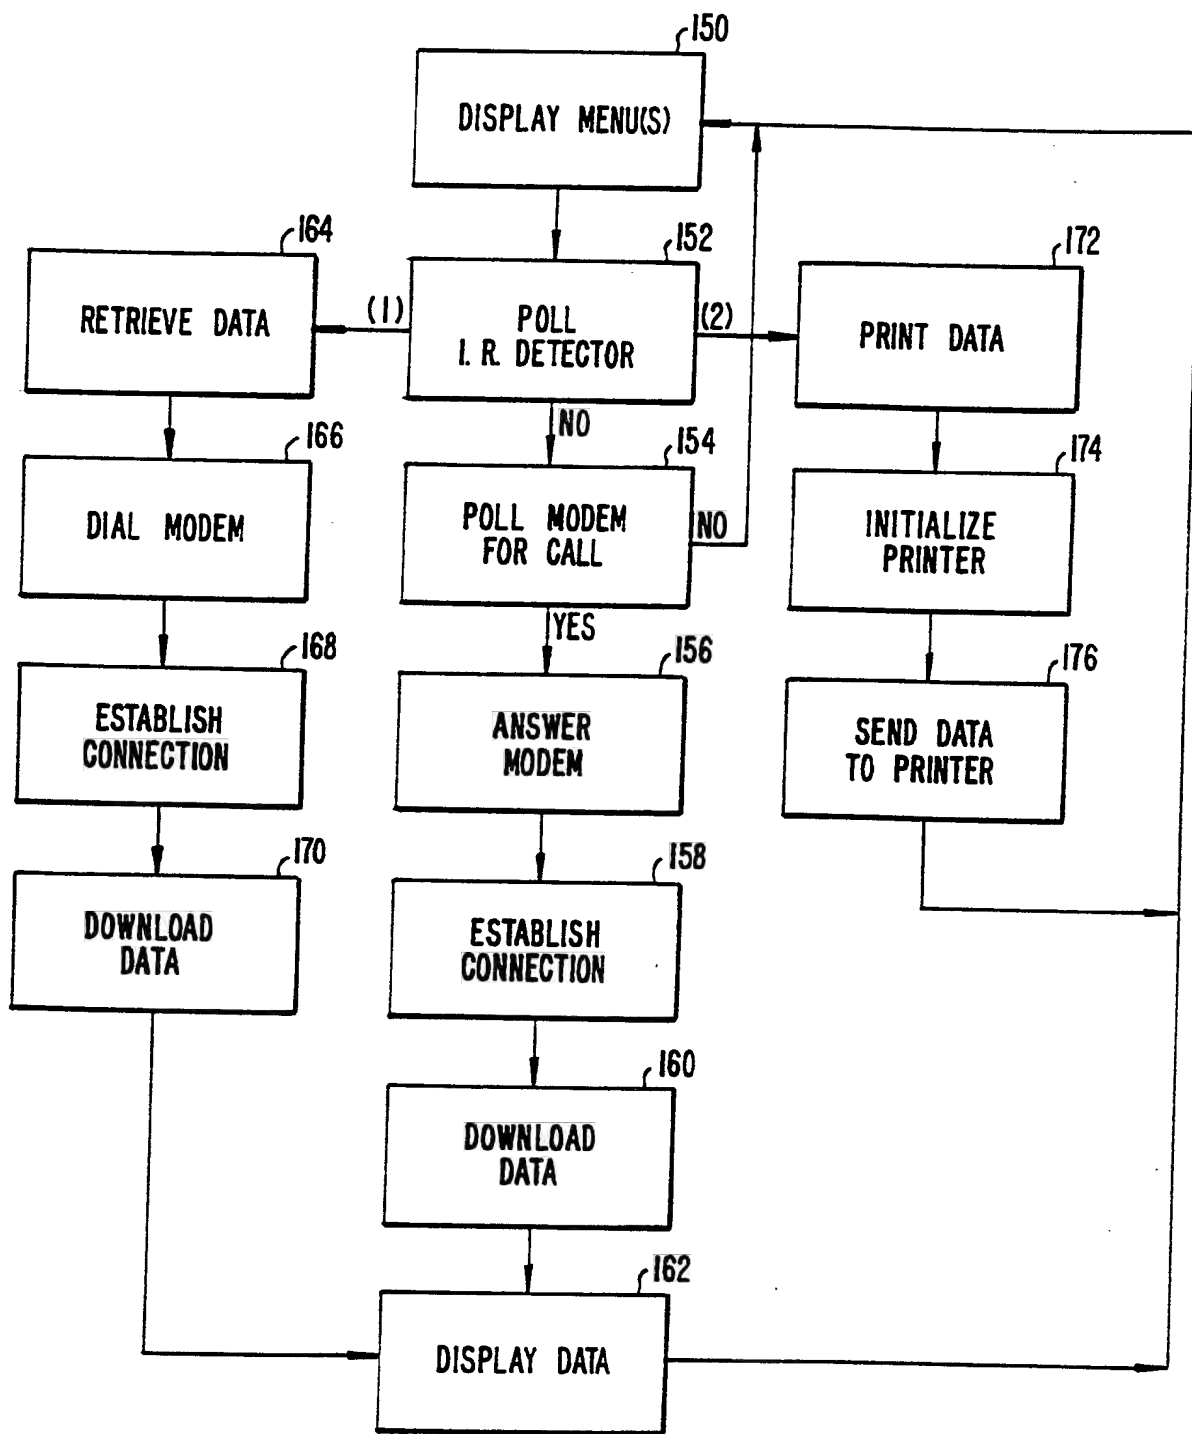 150
DISPLAY MENU(S)
164
152
172
RETRIEVE DATA
(1)
POLL
I. R. DETECTOR
(2)
PRINT DATA
NO
166
154
174
DIAL MODEM
POLL MODEM
FOR CALL
NO
INITIALIZE
PRINTER
YES
168
156
176
ESTABLISH
CONNECTION
ANSWER
MODEM
SEND DATA
TO PRINTER
170
158
DOWNLOAD
DATA
ESTABLISH
CONNECTION
160
DOWNLOAD
DATA
162
DISPLAY DATA